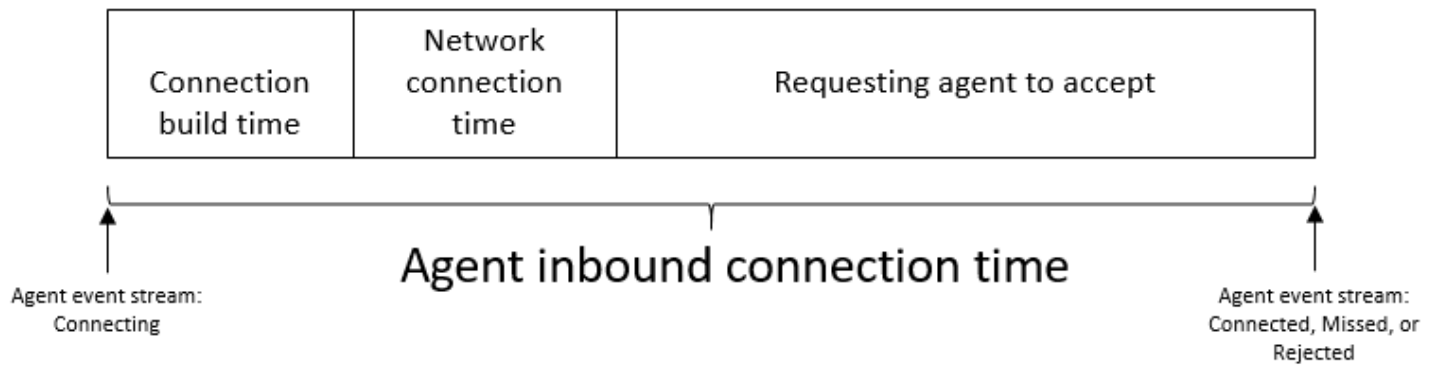 Connection
build time
Network
connection
time
Requesting agent to accept
Agent inbound connection time
Agent event stream:
Connecting
Agent event stream:
Connected, Missed, or
Rejected